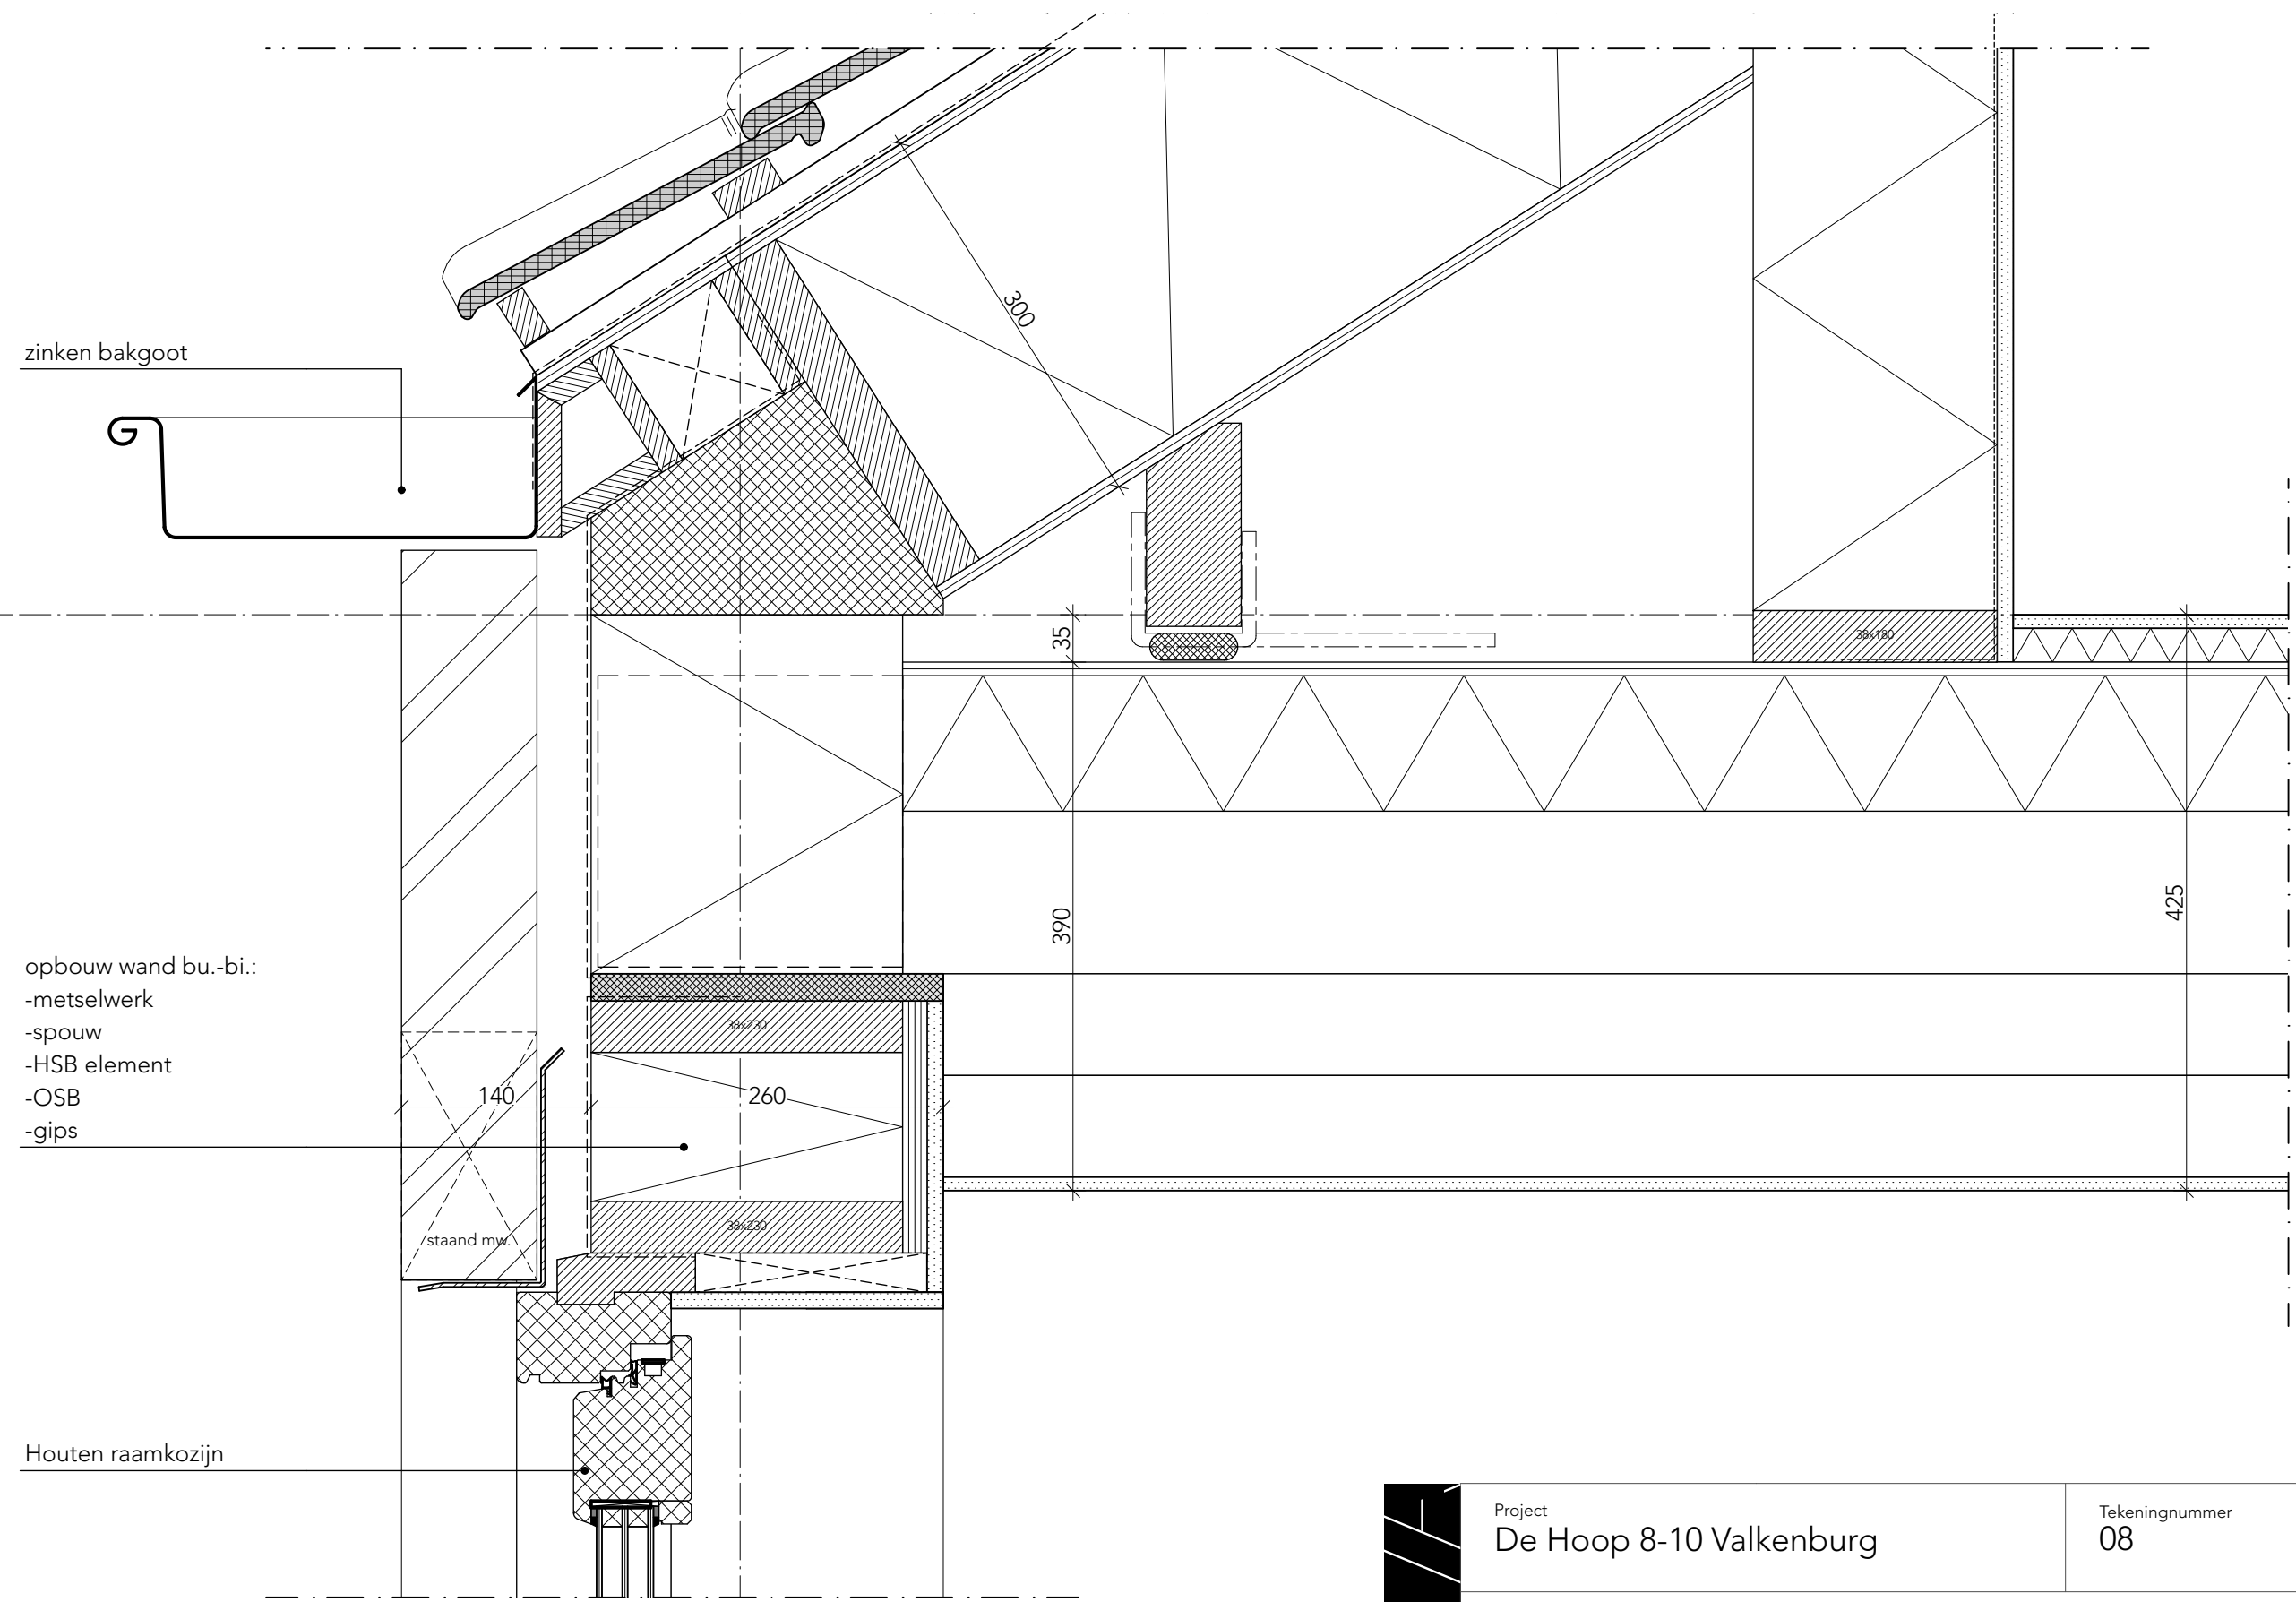 zinken bakgoot
300
35
38x180
390
425
opbouw wand bu.-bi.:
-metselwerk
-spouw
-HSB element
-OSB
-gips
38x230
140
260
38x230
staand mw.
Houten raamkozijn
Project
De Hoop 8-10 Valkenburg
Tekeningnummer
08